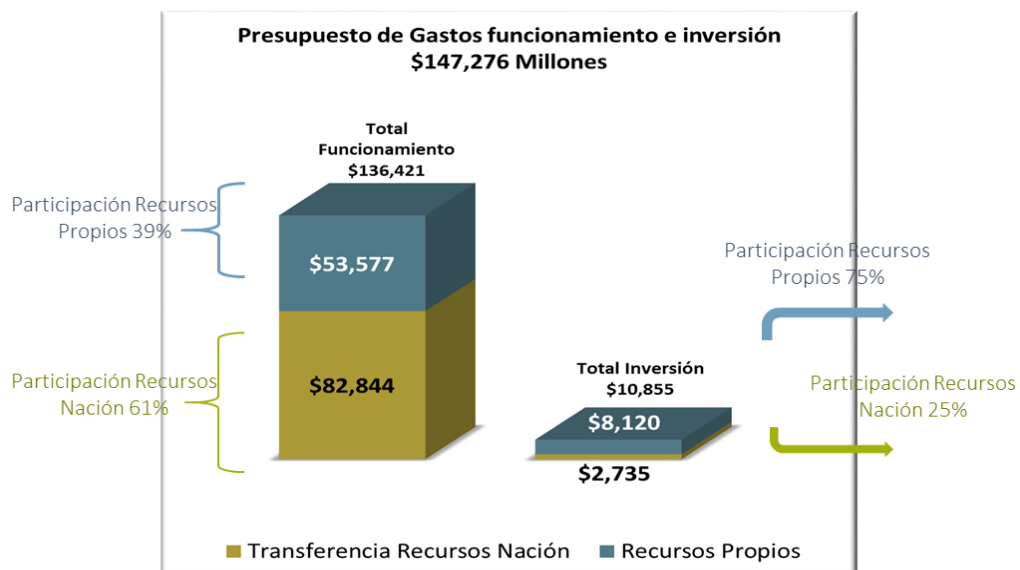 Presupuesto de Gastos funcionamiento e inversión
$147,276 Millones
Total
Funcionamiento
$136,421
Participación Recursos
Propios 39%
$53,577
Participación Recursos
Nación 61%
$82,844
Total Inversión
$10,855
$8,120
$2,735
Participación Recursos
Propios 75%
Participación Recursos
Nación 25%
Transferencia Recursos Nación
Recursos Propios